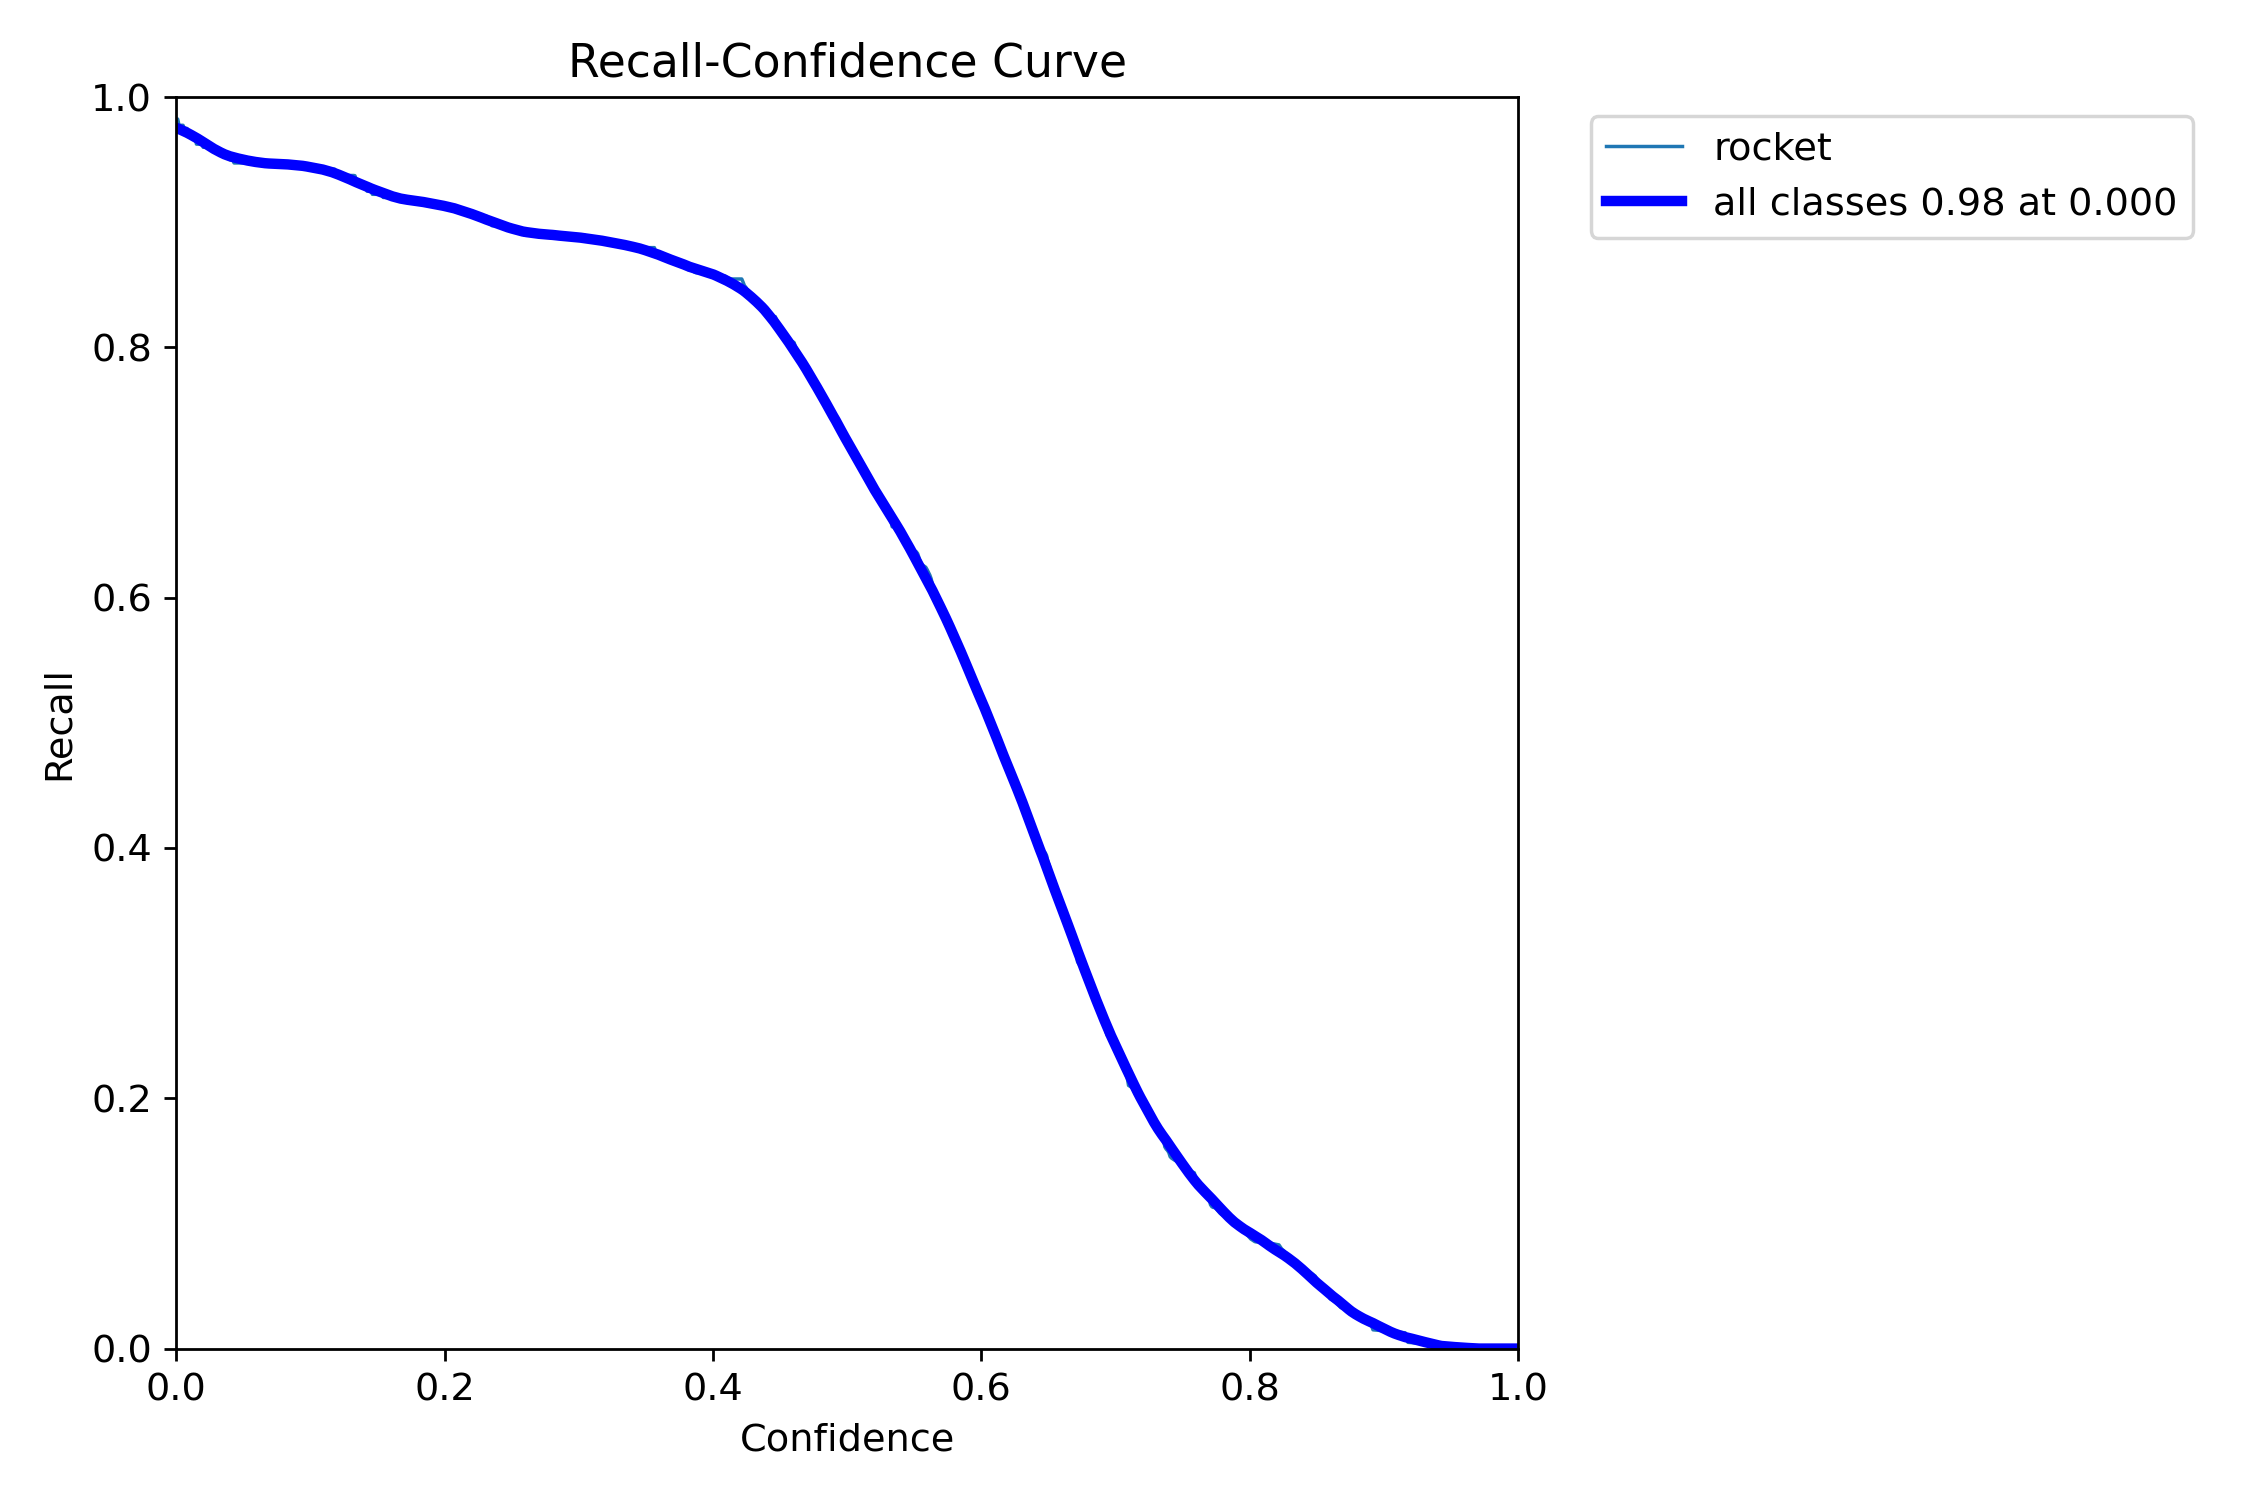 Recall-Confidence Curve
1.0
0.8
0.6
0.4
0.2
0.0
Recall
0.0 0.2 0.4 0.6 0.8 1.0
Confidence
rocket
all classes 0.98 at 0.000